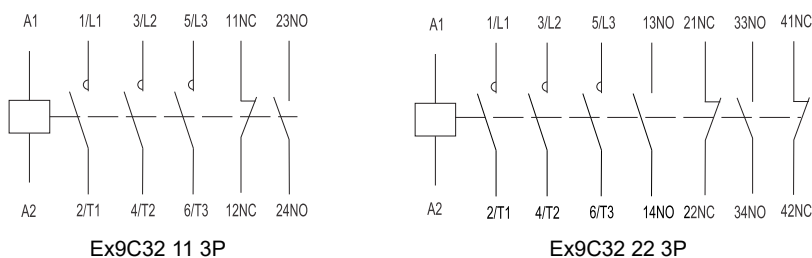 A1 1/L1 3/L2 5/L3 11NC 23NO
A2 2/T1 4/T2 6/T3 12NC 24NO
Ex9C32 11 3P
A1 1/L1 3/L2 5/L3 13NO 21NC 33NO 41NC
A2 2/T1 4/T2 6/T3 14NO 22NC 34NO 42NC
Ex9C32 22 3P